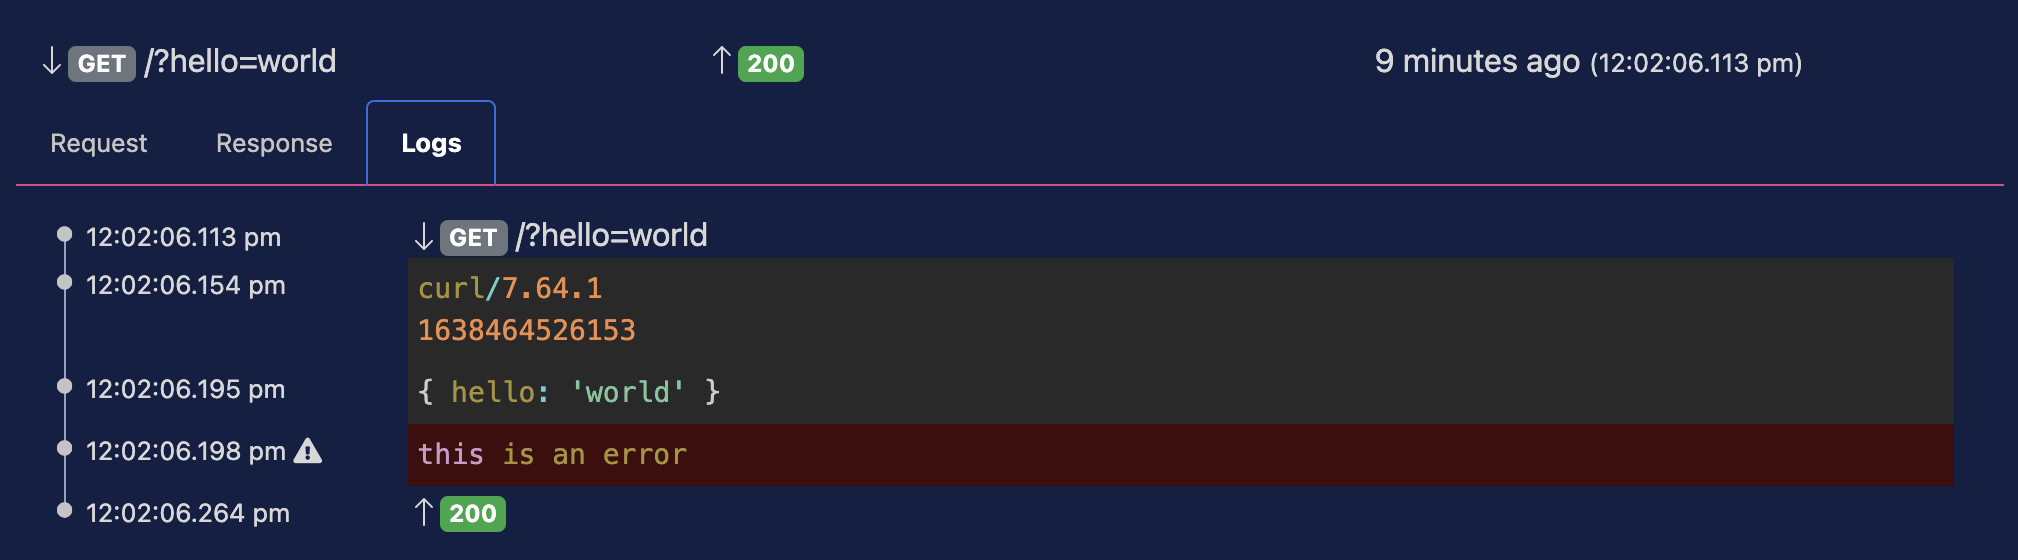 ↓ GET /?hello=world ↑ 200 9 minutes ago (12:02:06.113 pm)
Request Response Logs
12:02:06.113 pm ↓ GET /?hello=world
12:02:06.154 pm curl/7.64.1
1638464526153
12:02:06.195 pm { hello: 'world' }
12:02:06.198 pm this is an error
12:02:06.264 pm ↑ 200